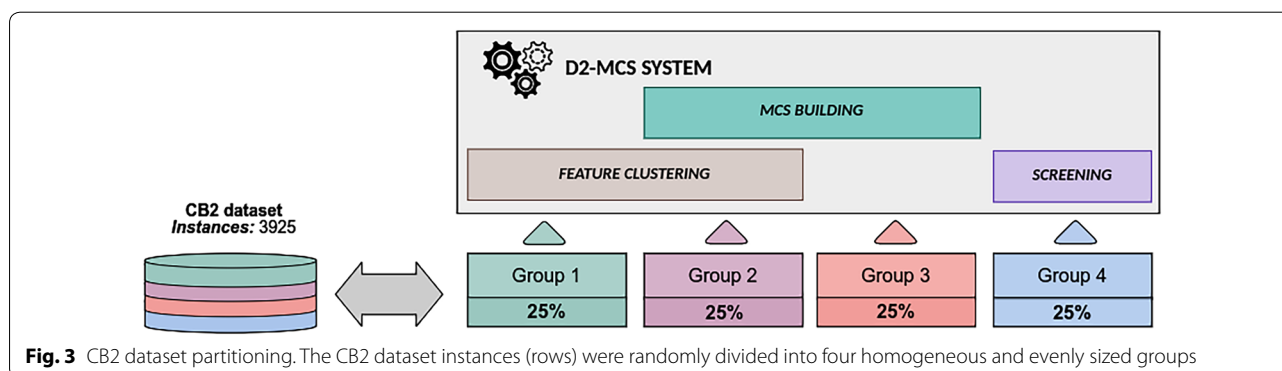 D2-MCS SYSTEM
MCS BUILDING
FEATURE CLUSTERING
SCREENING
CB2 dataset
Instances: 3925
Group 1
Group 2
Group 3
Group 4
25%
25%
25%
25%
Fig. 3 CB2 dataset partitioning. The CB2 dataset instances (rows) were randomly divided into four homogeneous and evenly sized groups